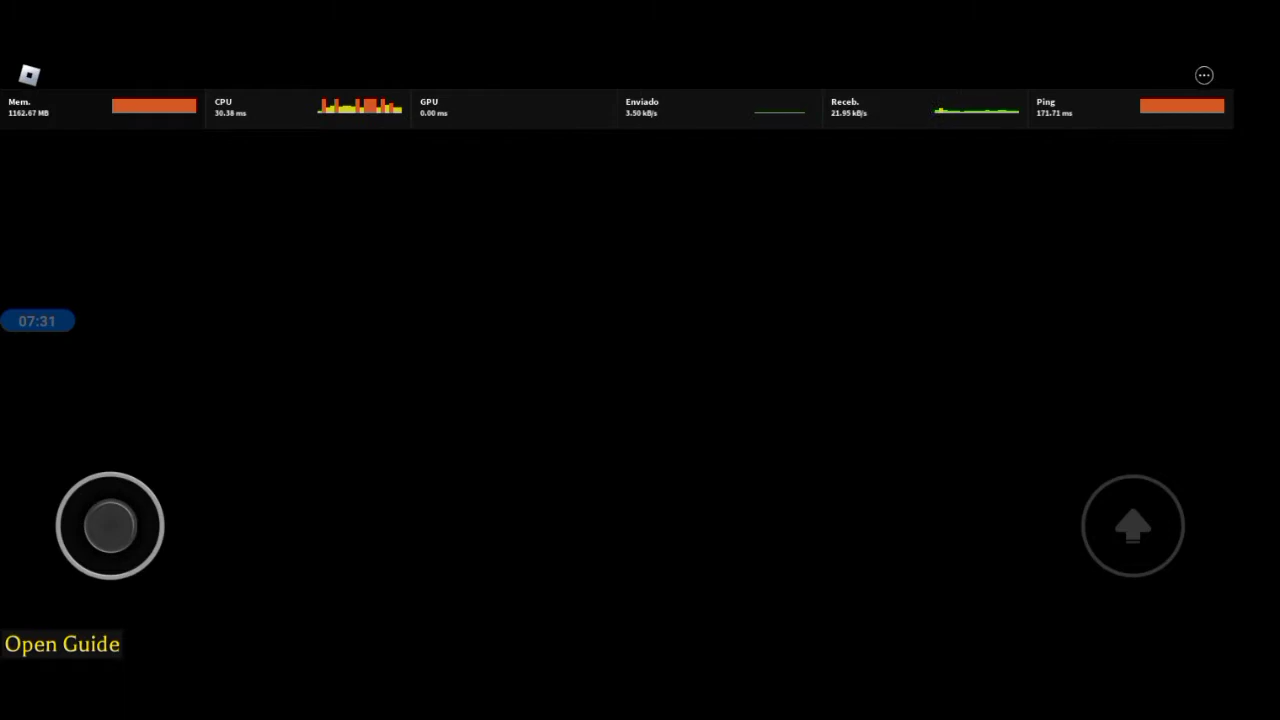 Mem.
1162.67 MB
CPU
30.38 ms
GPU
0.00 ms
Enviado
3.50 kB/s
Receb.
21.95 kB/s
Ping
171.71 ms
07:31
Open Guide